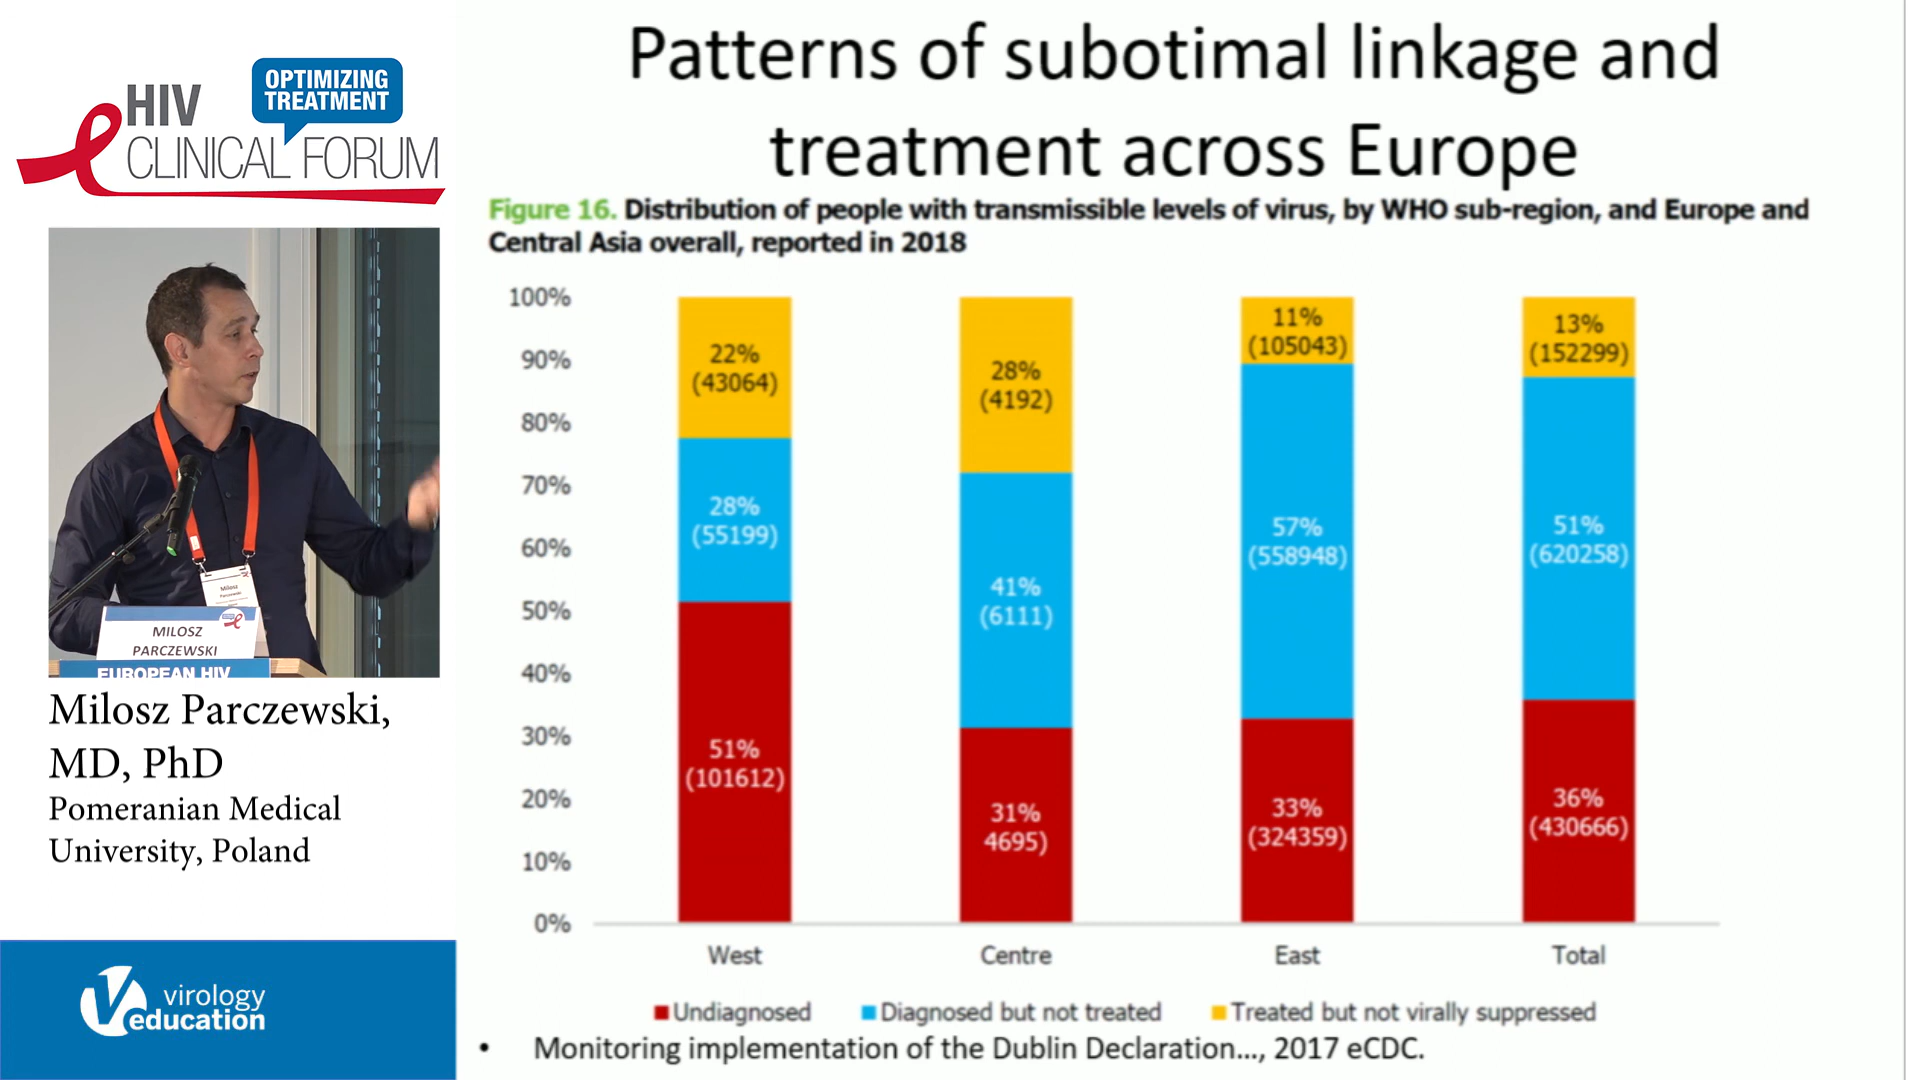 HIV
OPTIMIZING
TREATMENT
CLINICAL FORUM
Milosz
Parczewski
MILOSZ
PARCZEWSKI
EUROPEAN HIV
Milosz Parczewski,
MD, PhD
Pomeranian Medical
University, Poland
virology
education
Patterns of subotimal linkage and
treatment across Europe
Figure 16. Distribution of people with transmissible levels of virus, by WHO sub-region, and Europe and
Central Asia overall, reported in 2018
100%
90%
80%
70%
60%
50%
40%
30%
20%
10%
0%
22%
(43064)
28%
(55199)
51%
(101612)
28%
(4192)
41%
(6111)
31%
4695)
11%
(105043)
57%
(558948)
33%
(324359)
13%
(152299)
51%
(620258)
36%
(430666)
West
Centre
East
Total
Undiagnosed
Diagnosed but not treated
Treated but not virally suppressed
• Monitoring implementation of the Dublin Declaration..., 2017 eCDC.